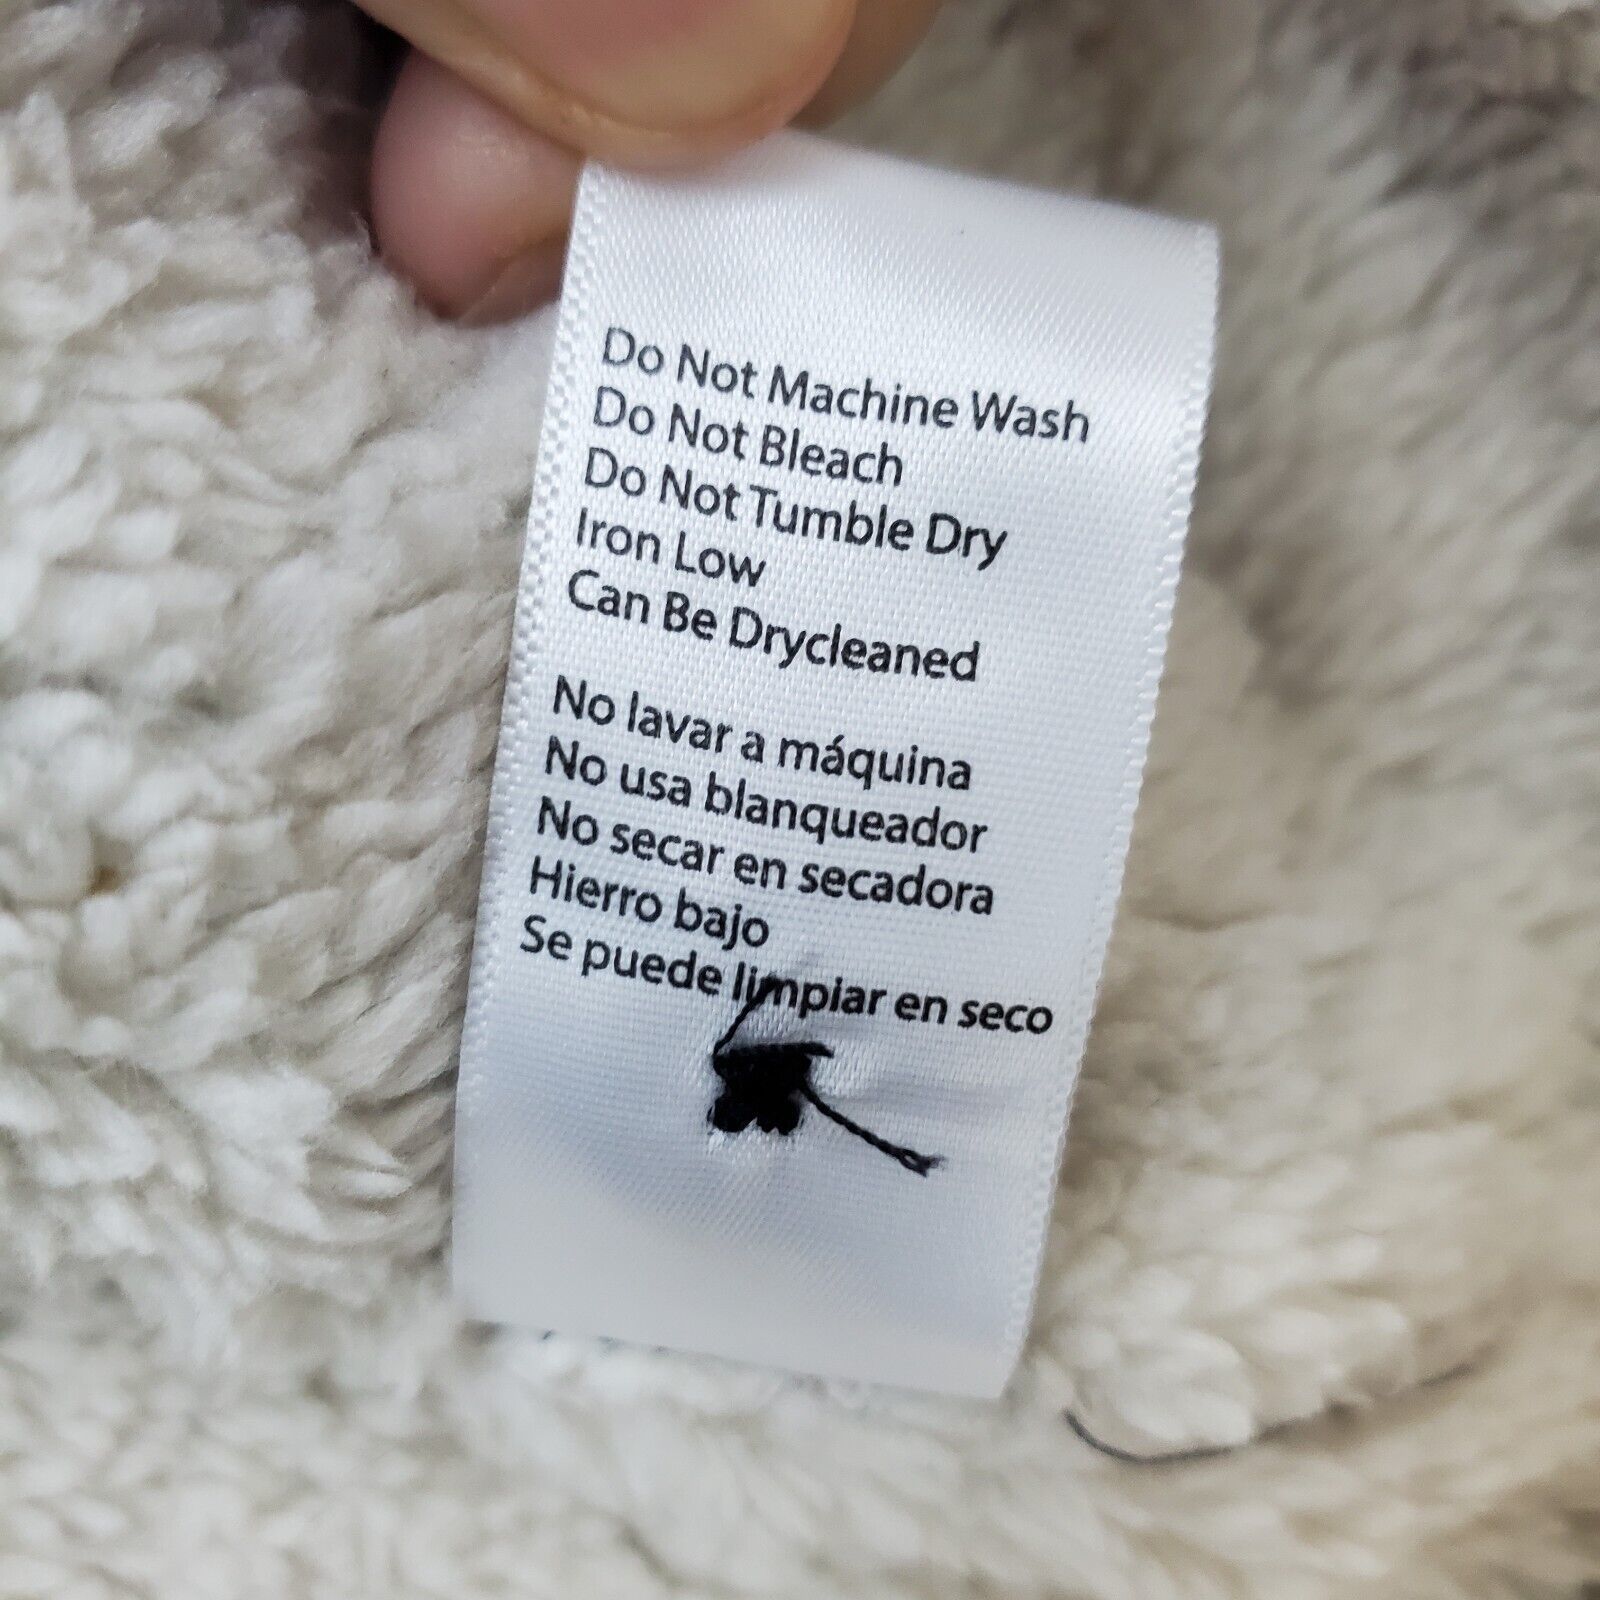 Do Not Machine Wash
Do Not Bleach
Do Not Tumble Dry
Iron Low
Can Be Drycleaned
No lavar a máquina
No usa blanqueador
No secar en secadora
Hierro bajo
Se puede limpiar en seco